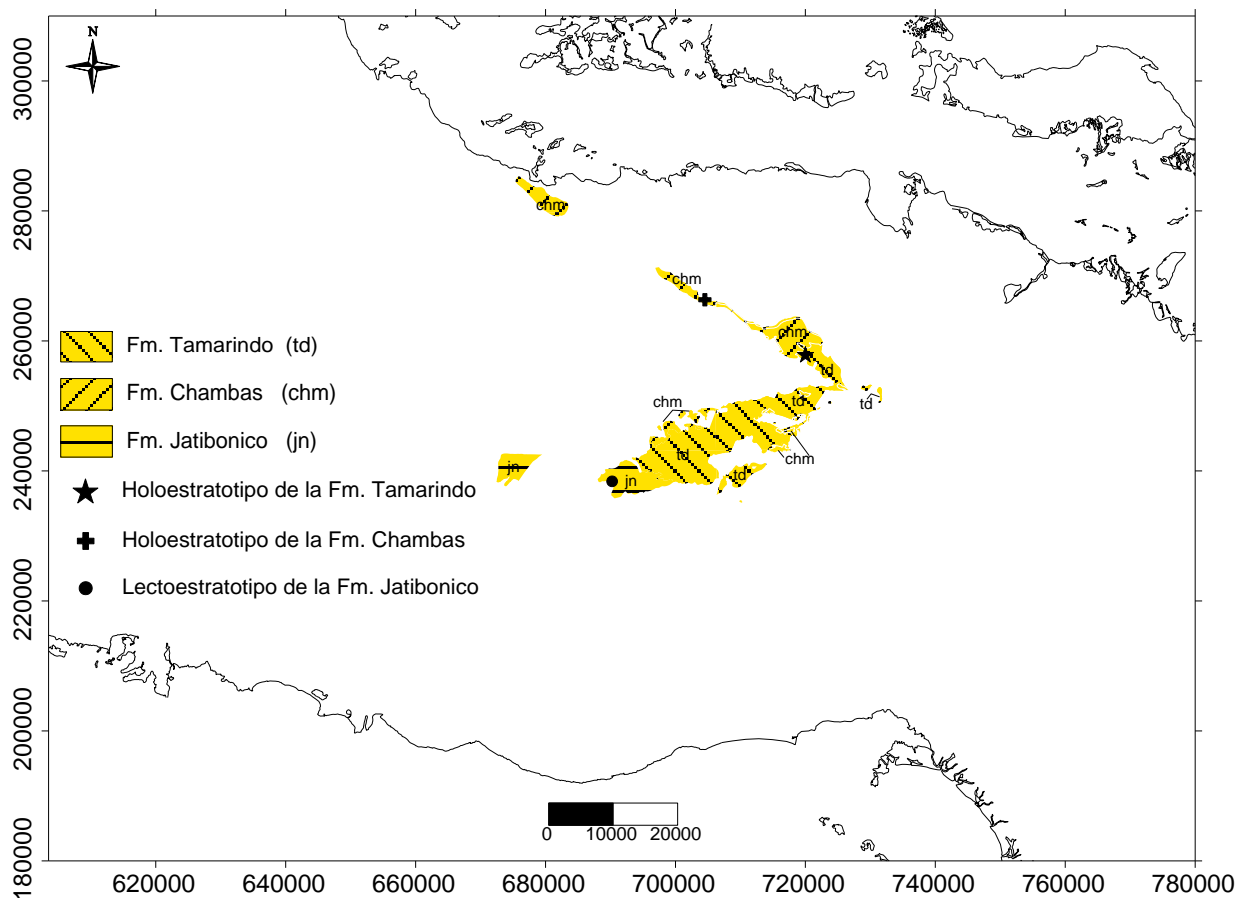 N
300000
280000
260000
240000
220000
200000
180000
chm
chm
chm
td
chm
td
td
chm
td
td
jn
jn
Fm. Tamarindo (td)
Fm. Chambas (chm)
Fm. Jatibonico (jn)
Holoestratotipo de la Fm. Tamarindo
Holoestratotipo de la Fm. Chambas
Lectoestratotipo de la Fm. Jatibonico
0 10000 20000
620000 640000 660000 680000 700000 720000 740000 760000 780000